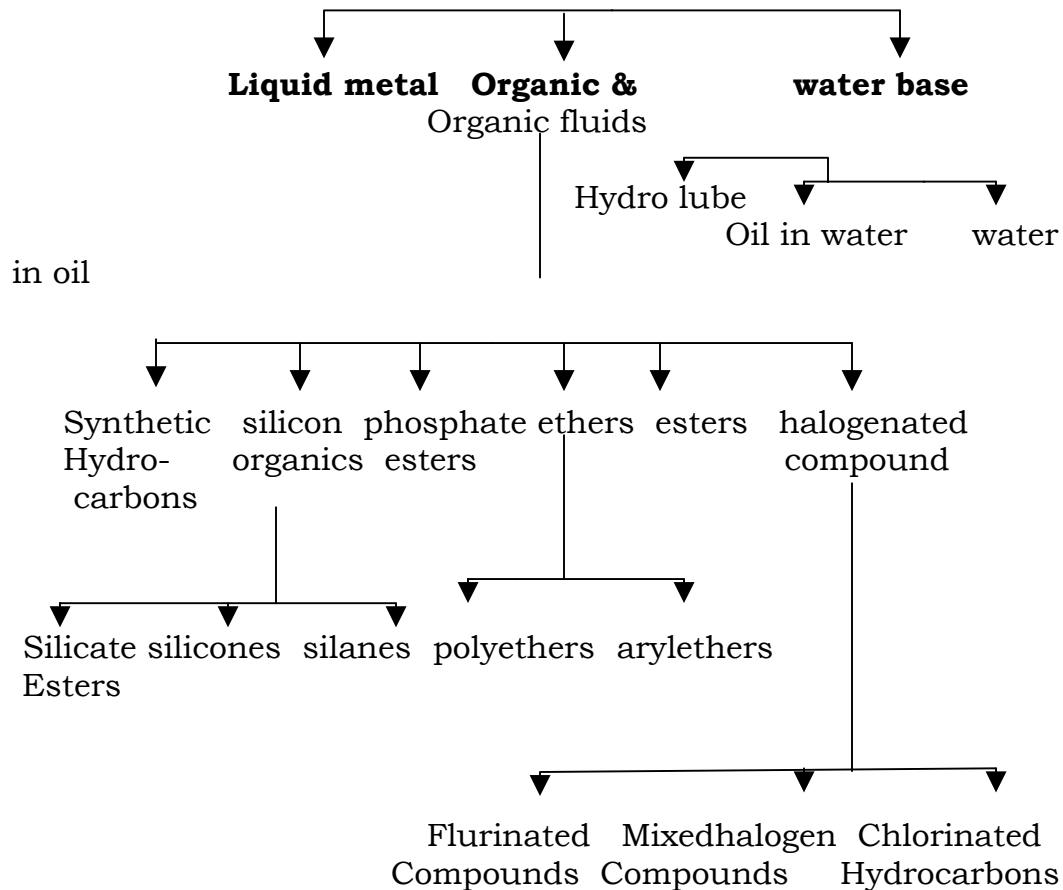 Liquid metal Organic & water base
Organic fluids
Hydro lube
Oil in water water
in oil
Synthetic silicon phosphate ethers esters halogenated
Hydro- organics esters compound
carbons
Silicate silicones silanes polyethers arylethers
Esters
Flurinated Mixedhalogen Chlorinated
Compounds Compounds Hydrocarbons